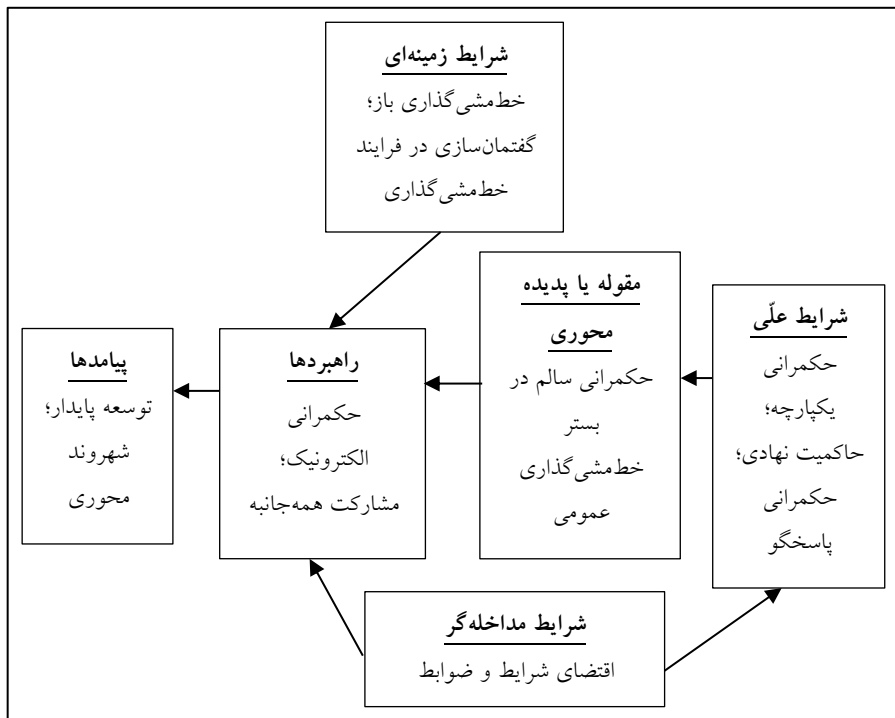 شرایط زمینه‌ای
خط‌مشی‌گذاری باز؛
گفتمان‌سازی در فرایند
خط‌مشی‌گذاری
شرایط علّی
حکمرانی
یکپارچه؛
حاکمیت نهادی؛
حکمرانی
پاسخگو
مقوله یا پدیده
محوری
حکمرانی سالم در
بستر
خط‌مشی‌گذاری
عمومی
راهبردها
حکمرانی
الکترونیک؛
مشارکت همه‌جانبه
پیامدها
توسعه پایدار؛
شهروند
محوری
شرایط مداخله‌گر
اقتضای شرایط و ضوابط